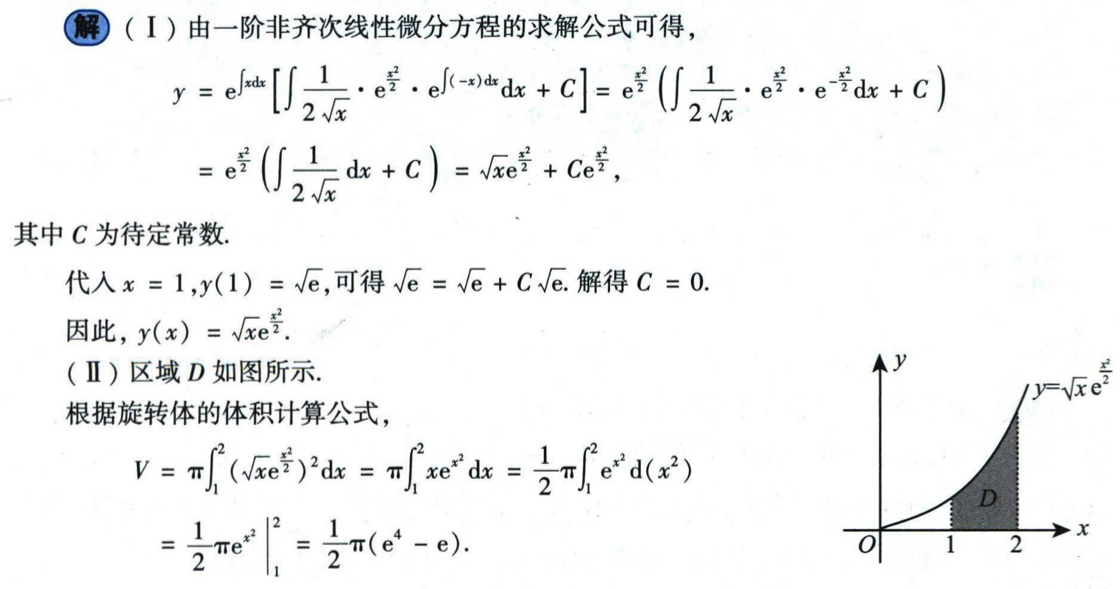 解 (Ⅰ)由一阶非齐次线性微分方程的求解公式可得,
y = e^{∫xdx}[∫ 1/(2√x) · e^{x²/2} · e^{∫(-x)dx}dx + C] = e^{x²/2}(∫ 1/(2√x) · e^{x²/2} · e^{-x²/2}dx + C)
= e^{x²/2}(∫ 1/(2√x) dx + C) = √x e^{x²/2} + Ce^{x²/2},
其中 C 为待定常数.
代入 x = 1,y(1) = √e,可得 √e = √e + C√e. 解得 C = 0.
因此, y(x) = √x e^{x²/2}.
(Ⅱ)区域 D 如图所示.
根据旋转体的体积计算公式,
V = π∫₁²(√x e^{x²/2})²dx = π∫₁² xe^{x²}dx = 1/2 π∫₁² e^{x²}d(x²)
= 1/2 πe^{x²}|₁² = 1/2 π(e⁴ - e).
y
y=√x e^{x²/2}
D
O 1 2 x